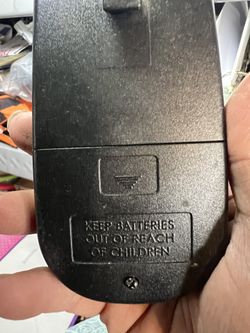 KEEP BATTERIES
OUT OF REACH
OF CHILDREN